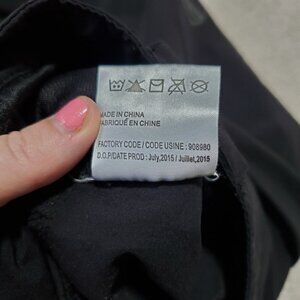 MADE IN CHINA
FABRIQUÉ EN CHINE
FACTORY CODE / CODE USINE : 908980
D.O.P/DATE PROD : July,2015 / Juillet,2015